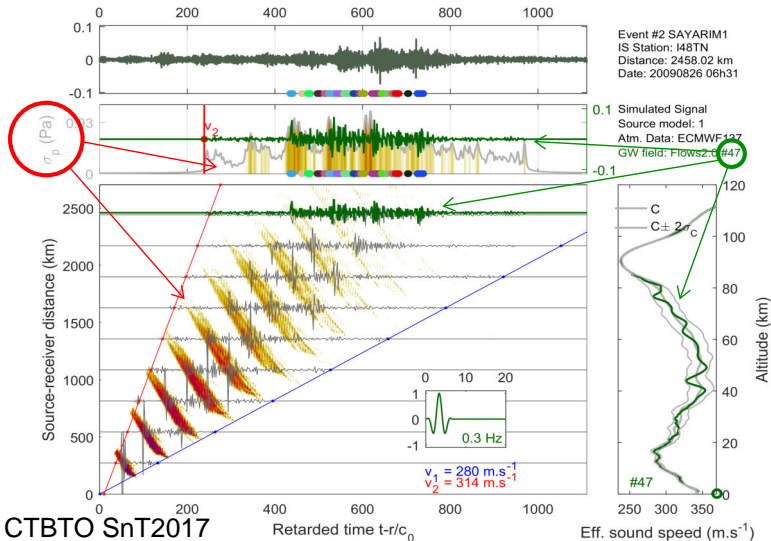 0 200 400 600 800 1000
0.1
0
-0.1
Event #2 SAYARIM1
IS Station: I48TN
Distance: 2458.02 km
Date: 20090826 06h31
σp (Pa)
0.03
0
v2
0.1
-0.1
Simulated Signal
Source model: 1
Atm. Data: ECMWF137
GW field: Flows2.0 #47
Source-receiver distance (km)
2500
2000
1500
1000
500
0
0 10 20
1
0
-1
0.3 Hz
v1 = 280 m.s-1
v2 = 314 m.s-1
0 200 400 600 800 1000
Retarded time t-r/c0
C
C± 2σC
120
100
80
60
40
20
0
Altitude (km)
#47
250 300 350
Eff. sound speed (m.s-1)
CTBTO SnT2017